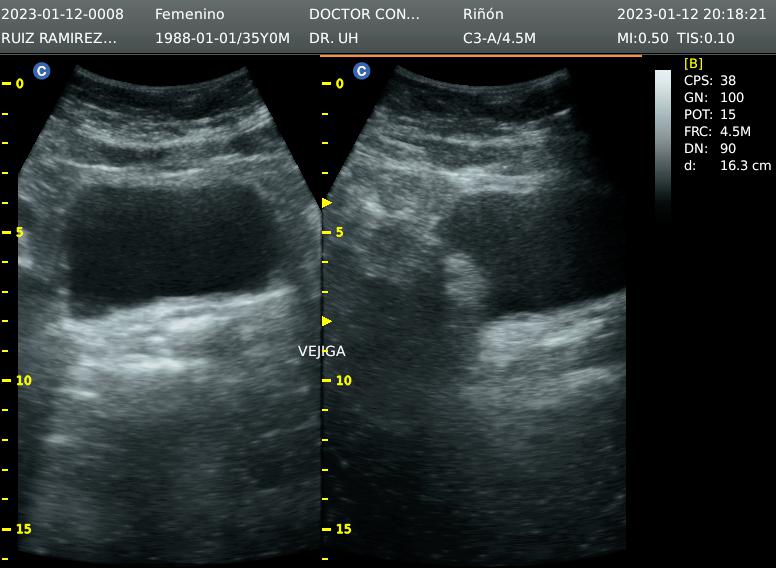 2023-01-12-0008 Femenino DOCTOR CON... Riñón 2023-01-12 20:18:21
RUIZ RAMIREZ... 1988-01-01/35Y0M DR. UH C3-A/4.5M MI:0.50 TIS:0.10
C C
[B]
CPS: 38
GN: 100
POT: 15
FRC: 4.5M
DN: 90
d: 16.3 cm
0 0
5 5
VEJIGA
10 10
15 15